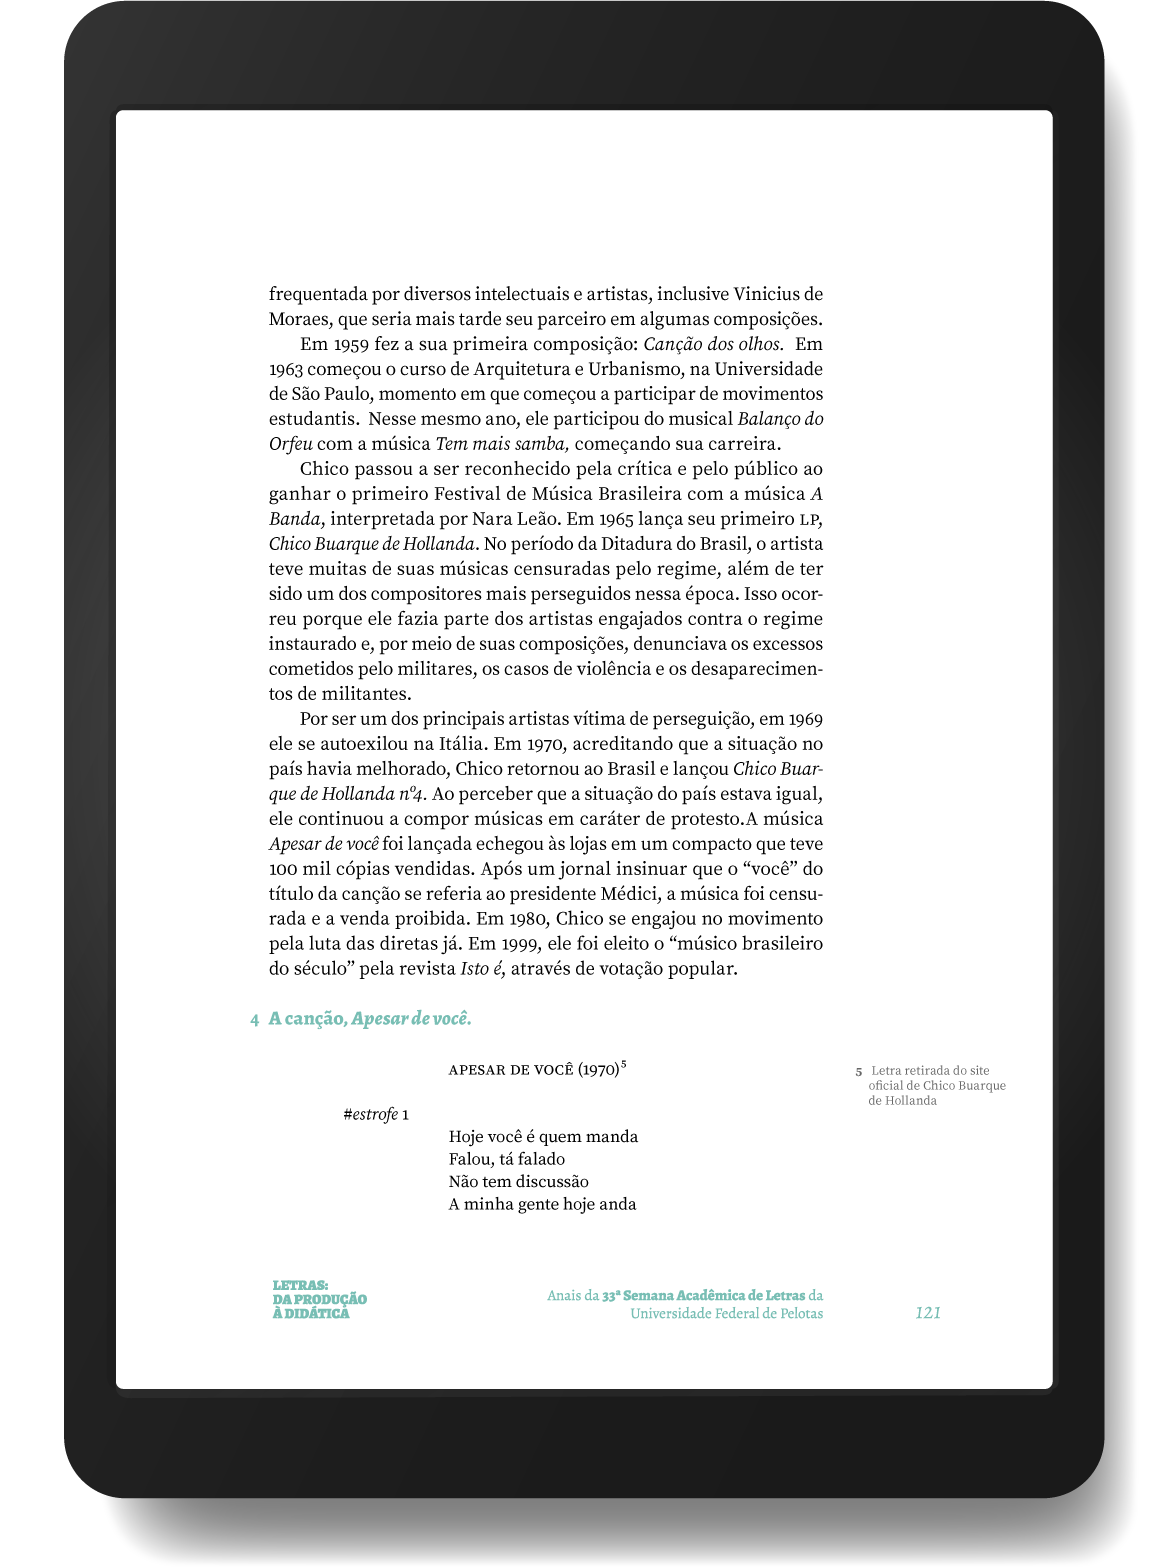 frequentada por diversos intelectuais e artistas, inclusive Vinicius de
Moraes, que seria mais tarde seu parceiro em algumas composições.
Em 1959 fez a sua primeira composição: Canção dos olhos. Em
1963 começou o curso de Arquitetura e Urbanismo, na Universidade
de São Paulo, momento em que começou a participar de movimentos
estudantis. Nesse mesmo ano, ele participou do musical Balanço do
Orfeu com a música Tem mais samba, começando sua carreira.
Chico passou a ser reconhecido pela crítica e pelo público ao
ganhar o primeiro Festival de Música Brasileira com a música A
Banda, interpretada por Nara Leão. Em 1965 lança seu primeiro LP,
Chico Buarque de Hollanda. No período da Ditadura do Brasil, o artista
teve muitas de suas músicas censuradas pelo regime, além de ter
sido um dos compositores mais perseguidos nessa época. Isso ocor-
reu porque ele fazia parte dos artistas engajados contra o regime
instaurado e, por meio de suas composições, denunciava os excessos
cometidos pelo militares, os casos de violência e os desaparecimen-
tos de militantes.
Por ser um dos principais artistas vítima de perseguição, em 1969
ele se autoexilou na Itália. Em 1970, acreditando que a situação no
país havia melhorado, Chico retornou ao Brasil e lançou Chico Buar-
que de Hollanda nº4. Ao perceber que a situação do país estava igual,
ele continuou a compor músicas em caráter de protesto.A música
Apesar de você foi lançada echegou às lojas em um compacto que teve
100 mil cópias vendidas. Após um jornal insinuar que o “você” do
título da canção se referia ao presidente Médici, a música foi censu-
rada e a venda proibida. Em 1980, Chico se engajou no movimento
pela luta das diretas já. Em 1999, ele foi eleito o “músico brasileiro
do século” pela revista Isto é, através de votação popular.
4 A canção, Apesar de você.
APESAR DE VOCÊ (1970)⁵
5 Letra retirada do site
oficial de Chico Buarque
de Hollanda
#estrofe 1
Hoje você é quem manda
Falou, tá falado
Não tem discussão
A minha gente hoje anda
LETRAS:
DA PRODUÇÃO
À DIDÁTICA
Anais da 33ª Semana Acadêmica de Letras da
Universidade Federal de Pelotas
121